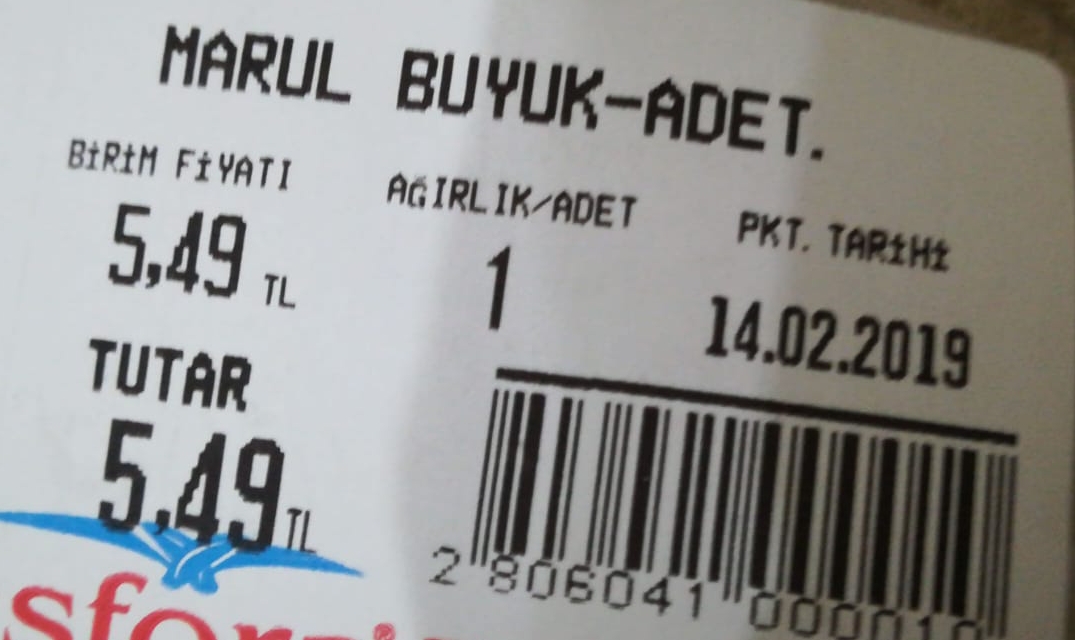 MARUL BUYUK-ADET.
BİRİM FİYATI AĞIRLIK/ADET PKT. TARİHİ
5,49 TL 1 14.02.2019
TUTAR
5,49 TL
2 806041